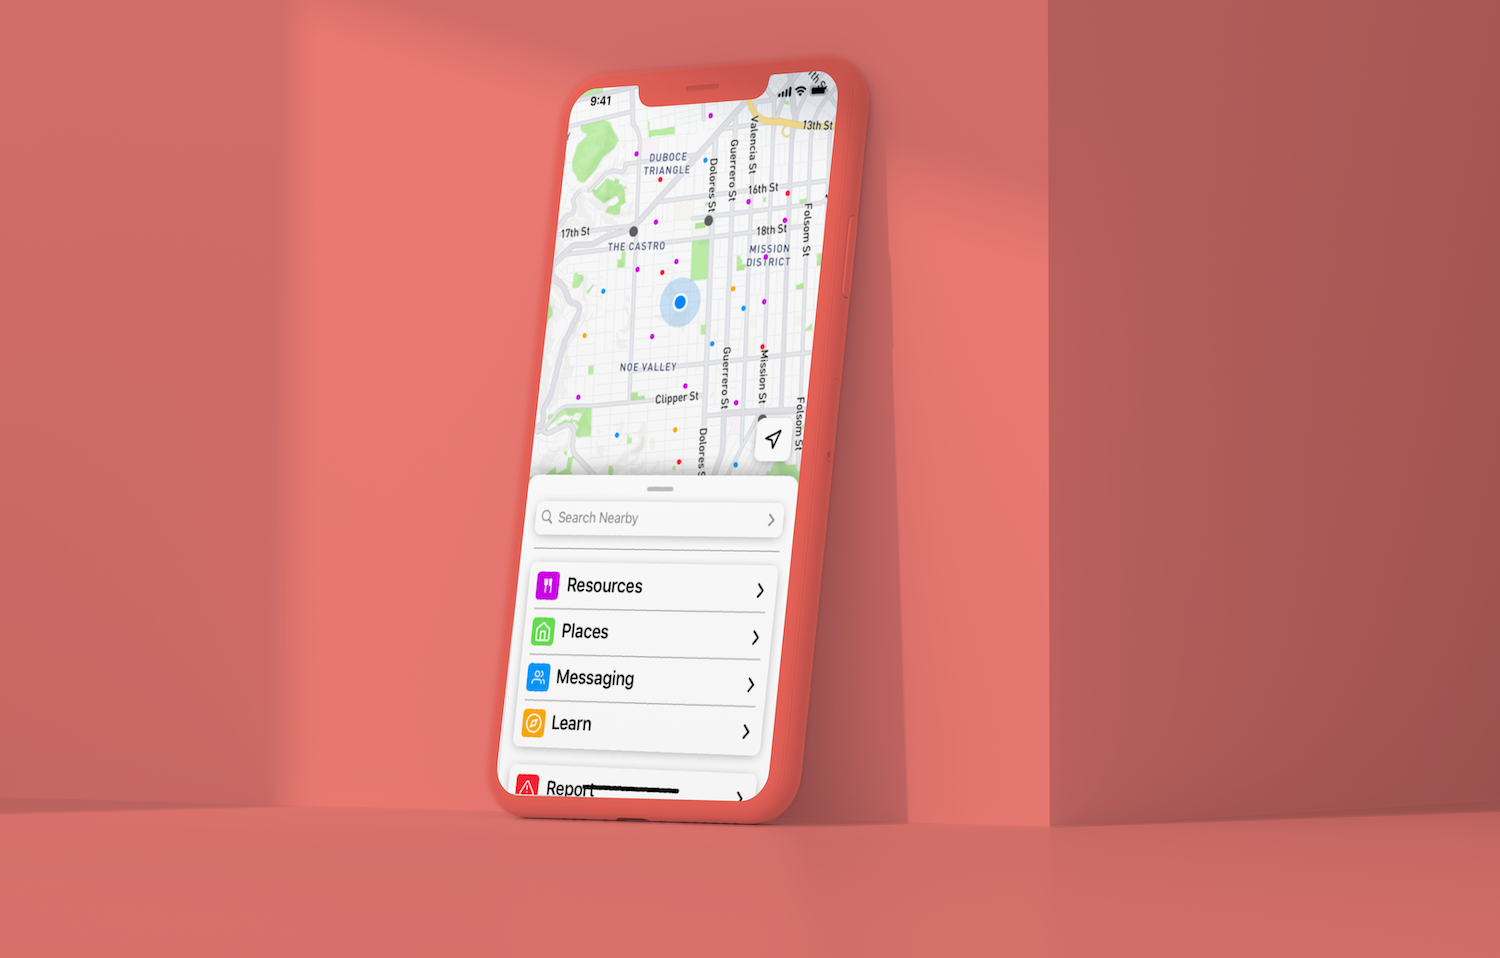 9:41
th St
13th St
Valencia St
DUBOCE
TRIANGLE
Guerrero St
Dolores St
16th St
Folsom St
17th St
18th St
THE CASTRO
MISSION
DISTRICT
NOE VALLEY
Guerrero St
Mission St
Clipper St
Folsom St
Dolores S
Search Nearby
Resources
Places
Messaging
Learn
Report